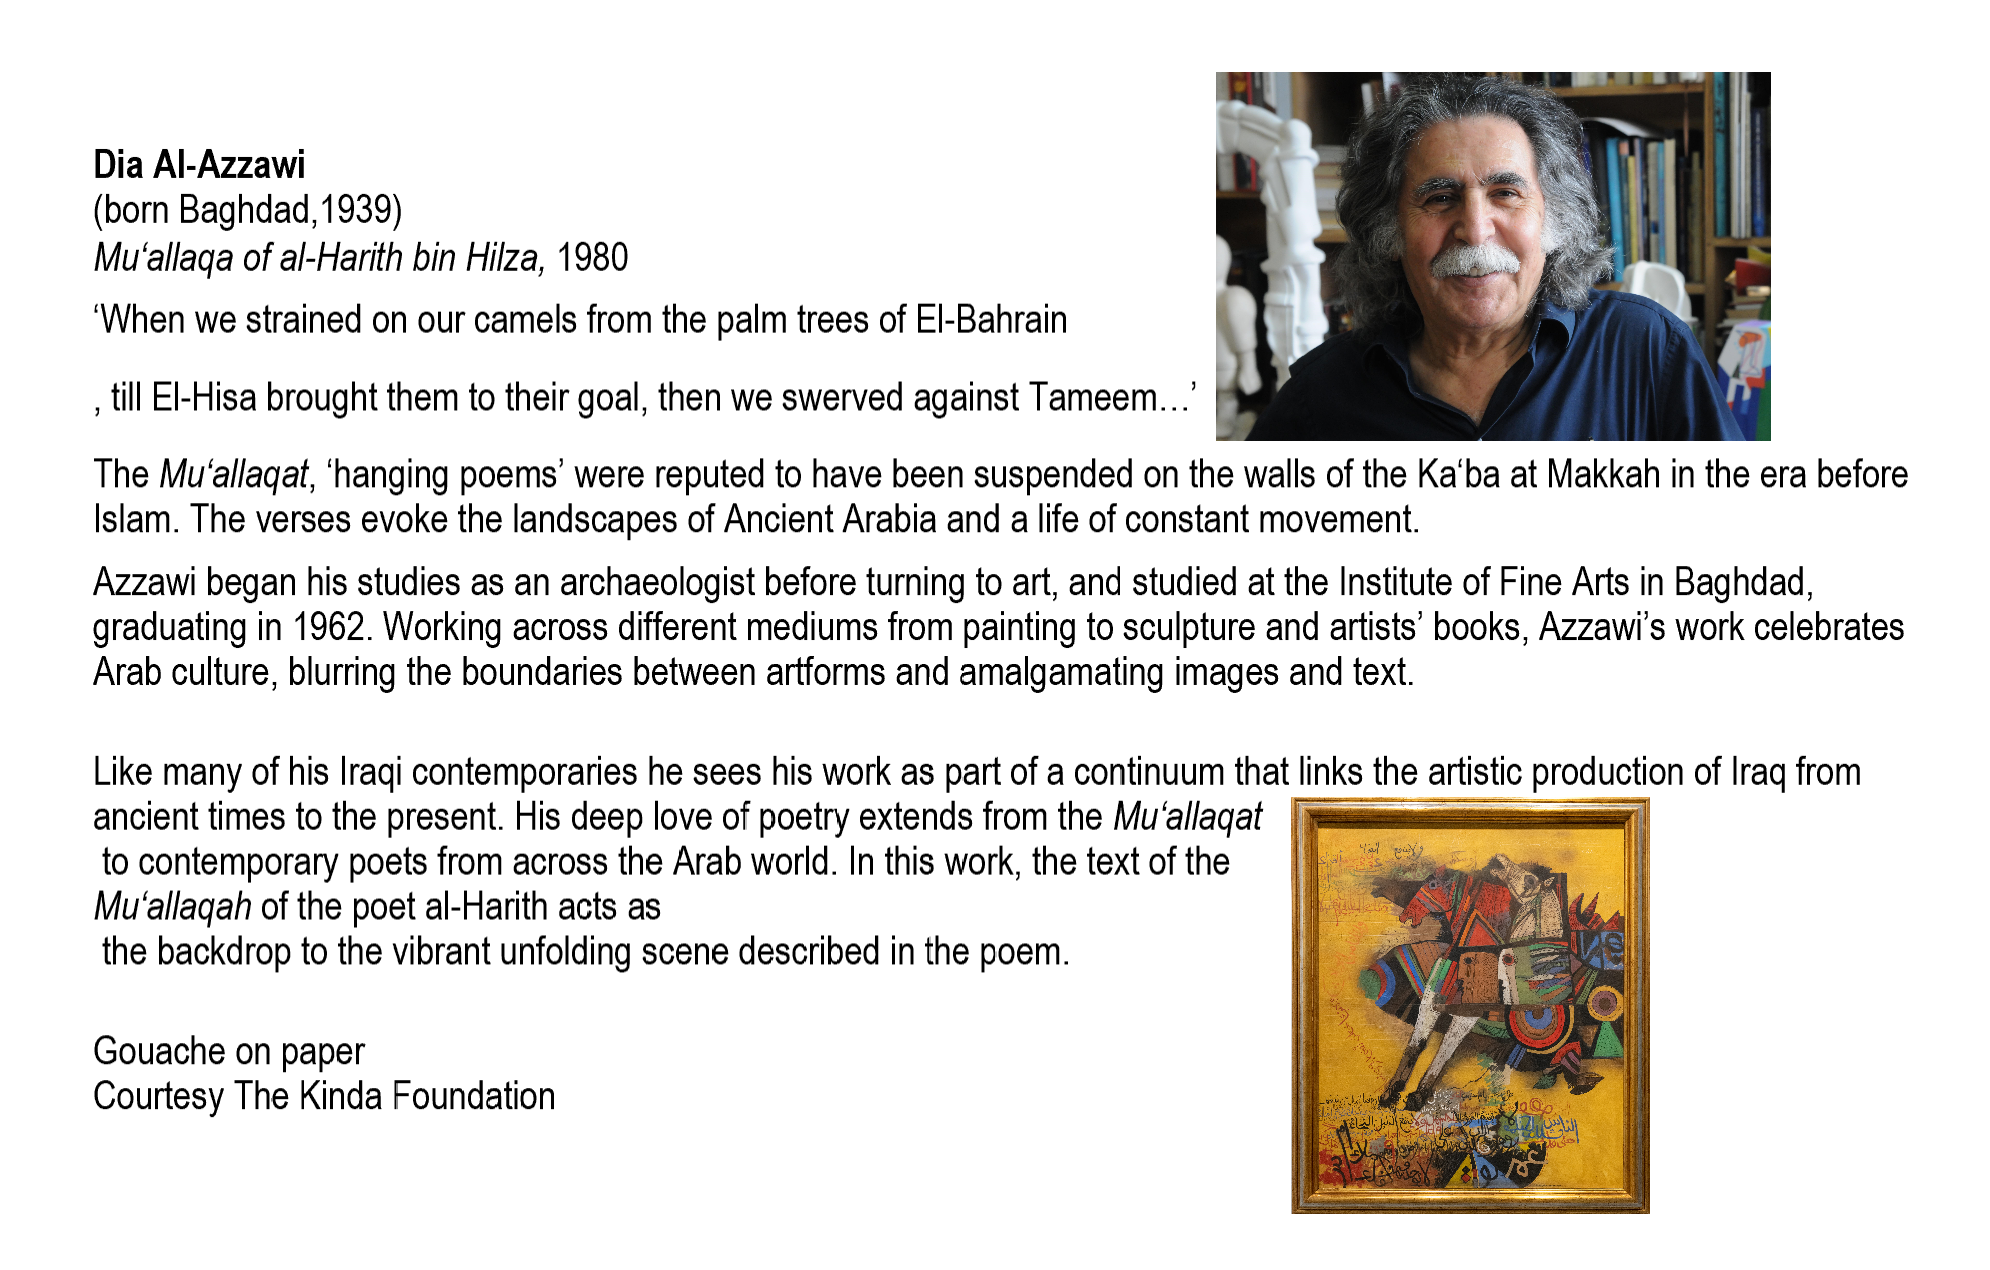 Dia Al-Azzawi
(born Baghdad,1939)
Mu‘allaqa of al-Harith bin Hilza, 1980
‘When we strained on our camels from the palm trees of El-Bahrain
, till El-Hisa brought them to their goal, then we swerved against Tameem…’
The Mu‘allaqat, ‘hanging poems’ were reputed to have been suspended on the walls of the Ka‘ba at Makkah in the era before
Islam. The verses evoke the landscapes of Ancient Arabia and a life of constant movement.
Azzawi began his studies as an archaeologist before turning to art, and studied at the Institute of Fine Arts in Baghdad,
graduating in 1962. Working across different mediums from painting to sculpture and artists’ books, Azzawi’s work celebrates
Arab culture, blurring the boundaries between artforms and amalgamating images and text.
Like many of his Iraqi contemporaries he sees his work as part of a continuum that links the artistic production of Iraq from
ancient times to the present. His deep love of poetry extends from the Mu‘allaqat
to contemporary poets from across the Arab world. In this work, the text of the
Mu‘allaqah of the poet al-Harith acts as
the backdrop to the vibrant unfolding scene described in the poem.
Gouache on paper
Courtesy The Kinda Foundation